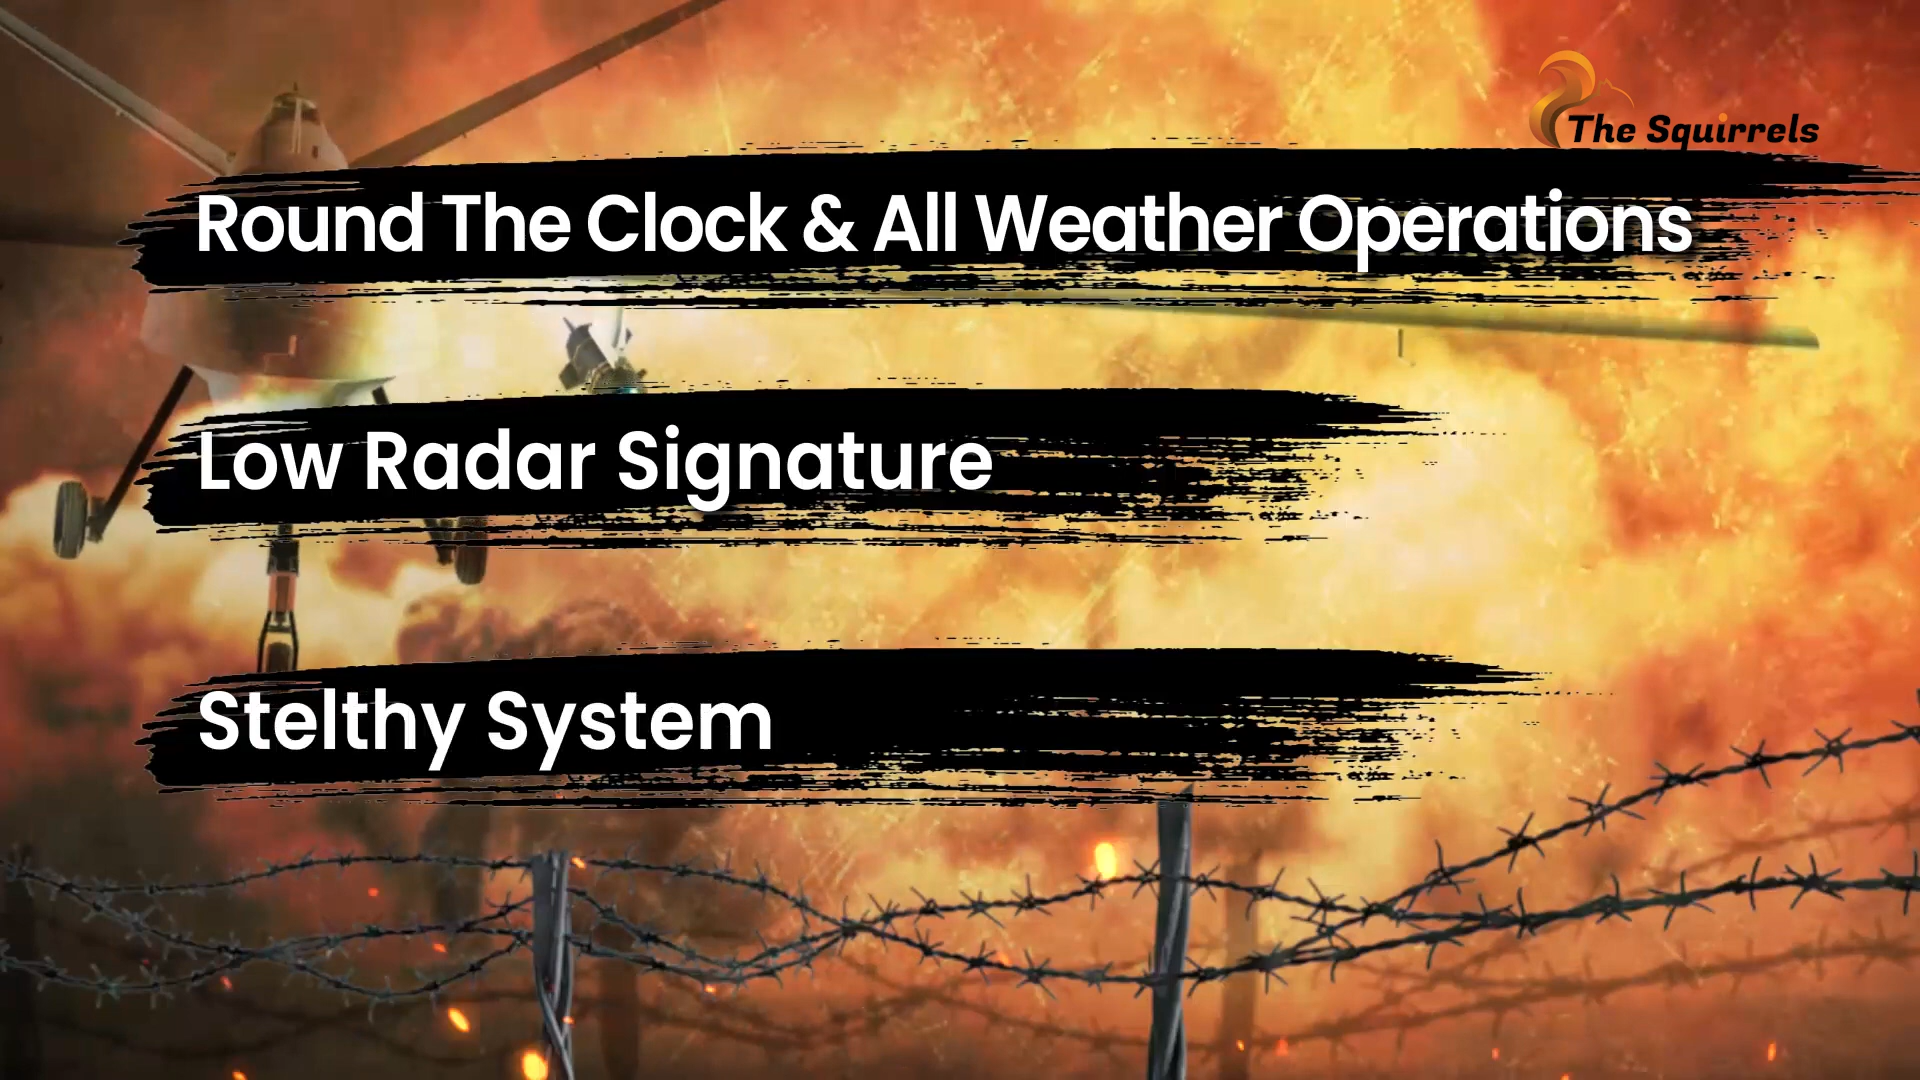 The Squirrels
Round The Clock & All Weather Operations
Low Radar Signature
Stelthy System